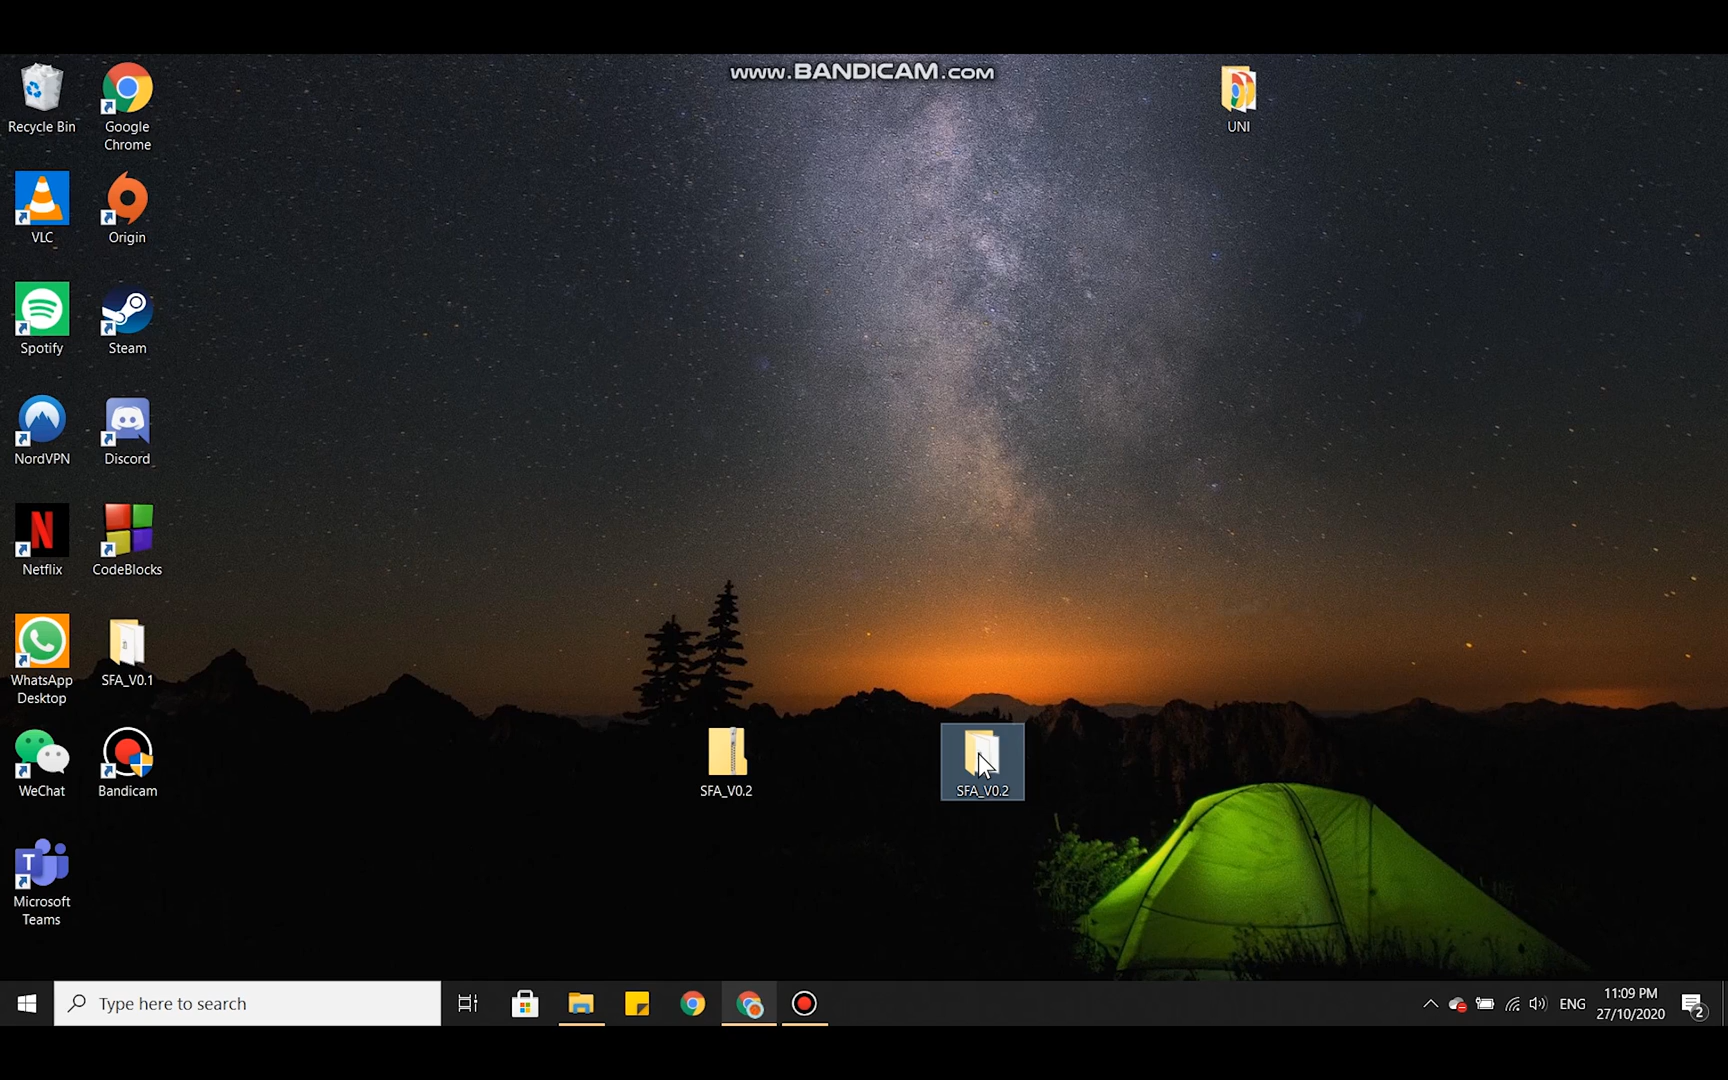 www.BANDICAM.com
Recycle Bin
Google
Chrome
UNI
VLC
Origin
Spotify
Steam
NordVPN
Discord
Netflix
CodeBlocks
WhatsApp
Desktop
SFA_V0.1
WeChat
Bandicam
SFA_V0.2
SFA_V0.2
Microsoft
Teams
Type here to search
ENG
11:09 PM
27/10/2020
2